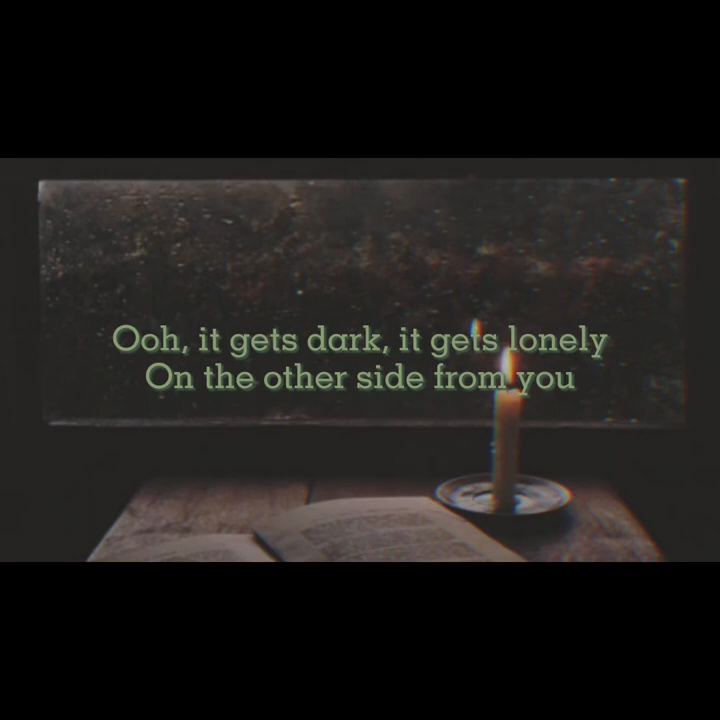 Ooh, it gets dark, it gets lonely
On the other side from you